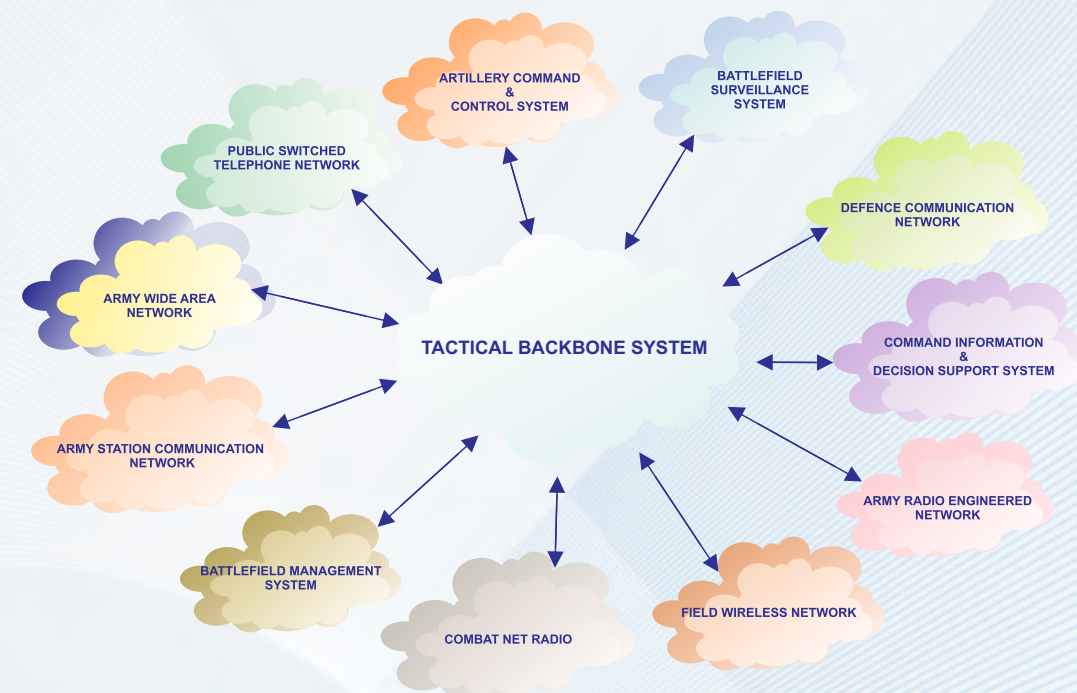 ARTILLERY COMMAND
&
CONTROL SYSTEM
BATTLEFIELD
SURVEILLANCE
SYSTEM
PUBLIC SWITCHED
TELEPHONE NETWORK
DEFENCE COMMUNICATION
NETWORK
ARMY WIDE AREA
NETWORK
TACTICAL BACKBONE SYSTEM
COMMAND INFORMATION
&
DECISION SUPPORT SYSTEM
ARMY STATION COMMUNICATION
NETWORK
ARMY RADIO ENGINEERED
NETWORK
BATTLEFIELD MANAGEMENT
SYSTEM
COMBAT NET RADIO
FIELD WIRELESS NETWORK